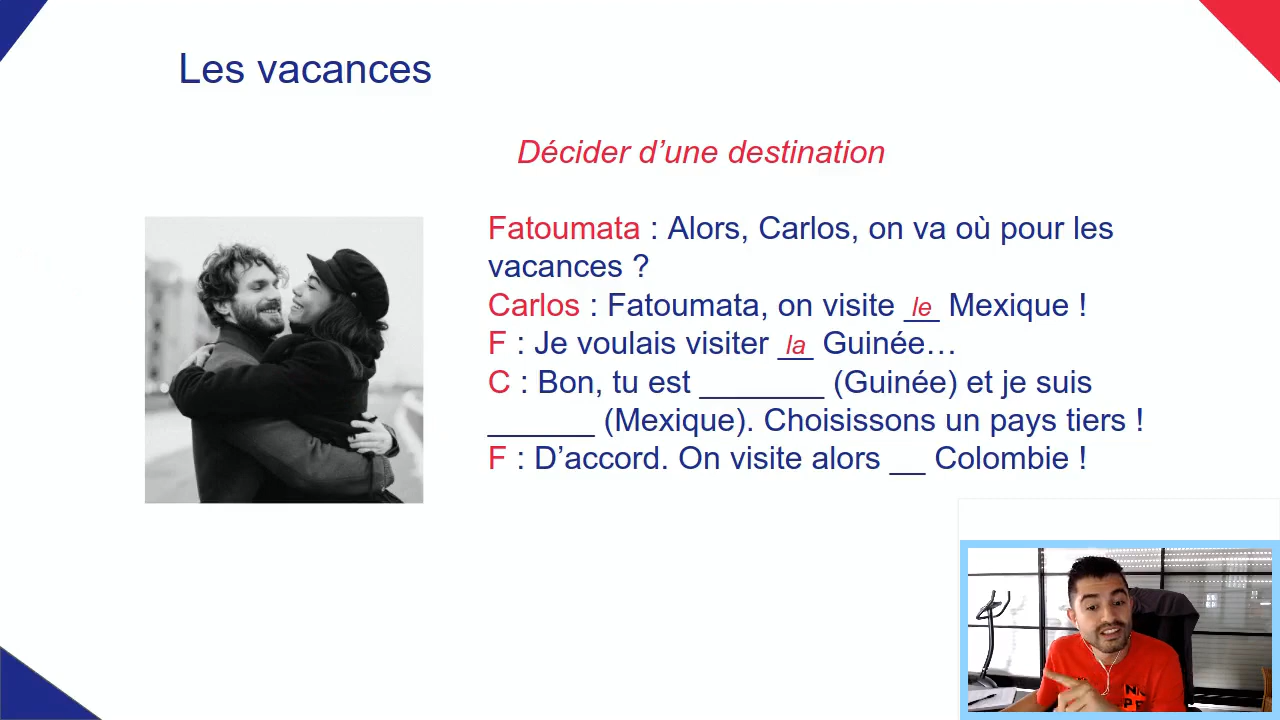 Les vacances
Décider d’une destination
Fatoumata : Alors, Carlos, on va où pour les
vacances ?
Carlos : Fatoumata, on visite le Mexique !
F : Je voulais visiter la Guinée…
C : Bon, tu est ________ (Guinée) et je suis
______ (Mexique). Choisissons un pays tiers !
F : D’accord. On visite alors __ Colombie !